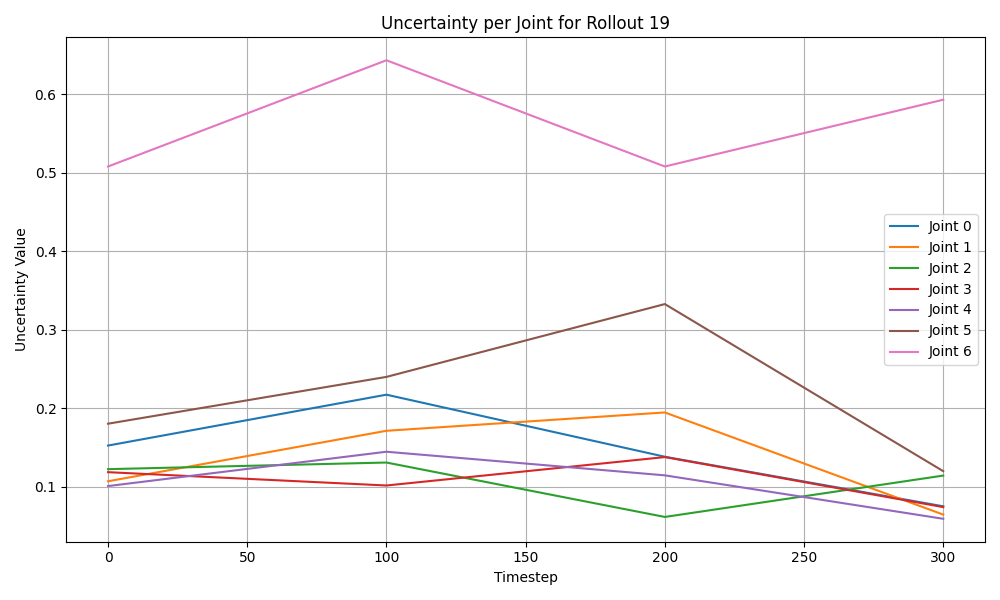 Uncertainty per Joint for Rollout 19
Uncertainty Value
0.6
0.5
0.4
0.3
0.2
0.1
Joint 0
Joint 1
Joint 2
Joint 3
Joint 4
Joint 5
Joint 6
0 50 100 150 200 250 300
Timestep